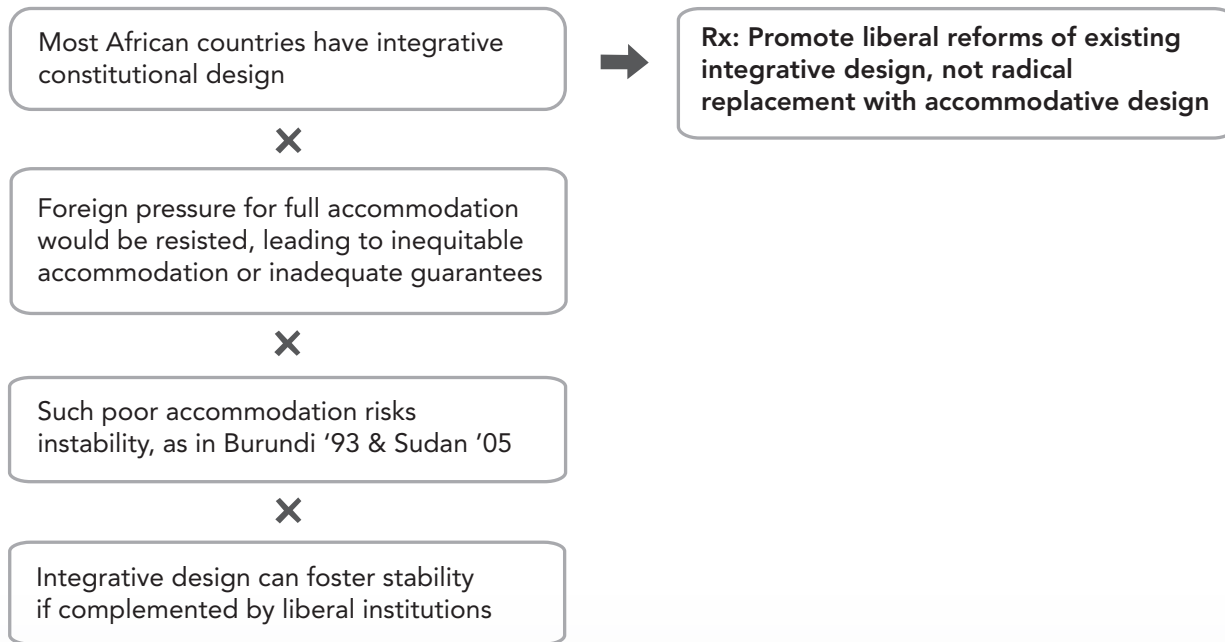 Most African countries have integrative
constitutional design
Rx: Promote liberal reforms of existing
integrative design, not radical
replacement with accommodative design
Foreign pressure for full accommodation
would be resisted, leading to inequitable
accommodation or inadequate guarantees
Such poor accommodation risks
instability, as in Burundi ‘93 & Sudan ‘05
Integrative design can foster stability
if complemented by liberal institutions